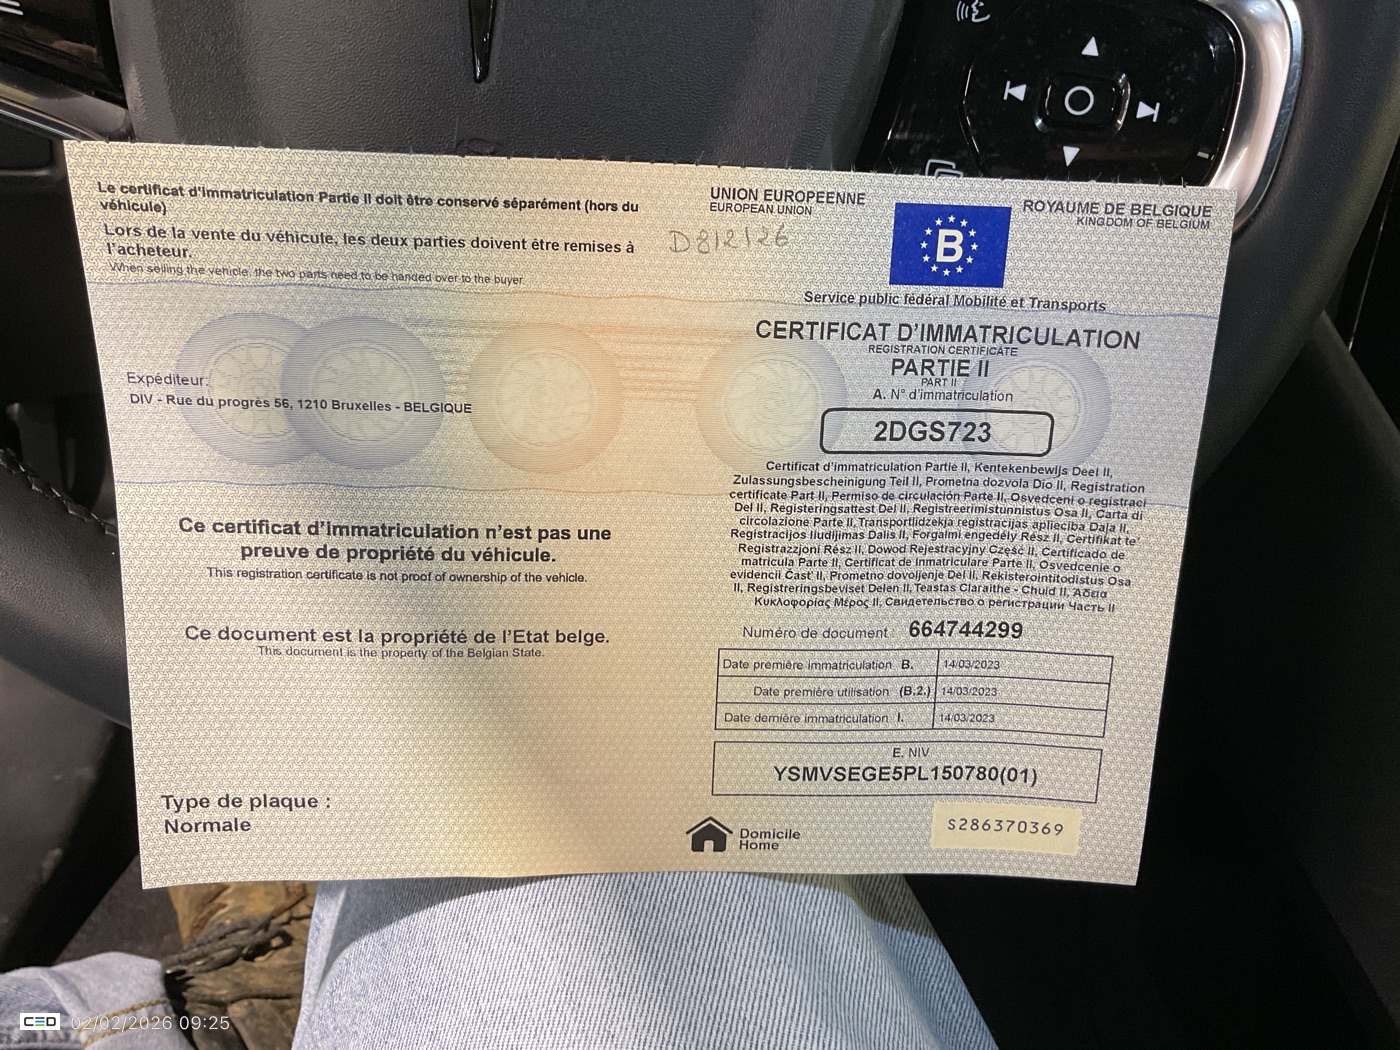 Le certificat d'immatriculation Partie II doit être conservé séparément (hors du
véhicule)
Lors de la vente du véhicule, les deux parties doivent être remises à
l'acheteur.
When selling the vehicle, the two parts need to be handed over to the buyer.
Expéditeur:
DIV - Rue du progrès 56, 1210 Bruxelles - BELGIQUE
Ce certificat d'immatriculation n'est pas une
preuve de propriété du véhicule.
This registration certificate is not proof of ownership of the vehicle.
Ce document est la propriété de l'Etat belge.
This document is the property of the Belgian State.
Type de plaque :
Normale
UNION EUROPEENNE
EUROPEAN UNION
D812126
B
ROYAUME DE BELGIQUE
KINGDOM OF BELGIUM
Service public fédéral Mobilité et Transports
CERTIFICAT D'IMMATRICULATION
REGISTRATION CERTIFICATE
PARTIE II
PART II
A. N° d'immatriculation
2DGS723
Certificat d'immatriculation Partie II, Kentekenbewijs Deel II,
Zulassungsbescheinigung Teil II, Prometna dozvola Dio II, Registration
certificate Part II, Permiso de circulación Parte II, Osvedceni o registraci
Del II, Registeringsattest Del II, Registreerimistunnistus Osa II, Carta di
circolazione Parte II, Transportlidzekja registracijas aplieciba Daja II,
Registracijos liudijimas Dalis II, Forgalmi engedély Rész II, Certifikat te'
Registrazzjoni Rész II, Dowod Rejestracyjny Część II, Certificado de
matricula Parte II, Certificat de Inmatriculare Parte II, Osvedcenie o
evidencii Čast' II, Prometno dovoljenje Del II, Rekisterointitodistus Osa
II, Registreringsbeviset Delen II, Teastas Claraithe - Chuid II, Άδεια
Κυκλοφορίας Μέρος II, Свидетельство о регистрации Часть II
Numéro de document : 664744299
Date première immatriculation B. 14/03/2023
Date première utilisation (B.2.) 14/03/2023
Date dernière immatriculation I. 14/03/2023
E. NIV
YSMVSEGE5PL150780(01)
Domicile
Home
S286370369
CED 02/02/2026 09:25